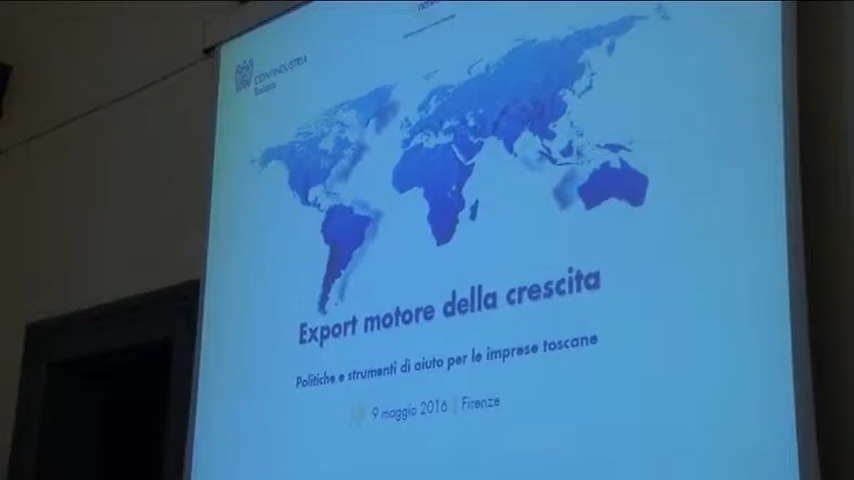 CONFINDUSTRIA
Toscana
Export motore della crescita
Politiche e strumenti di aiuto per le imprese toscane
9 maggio 2016 | Firenze